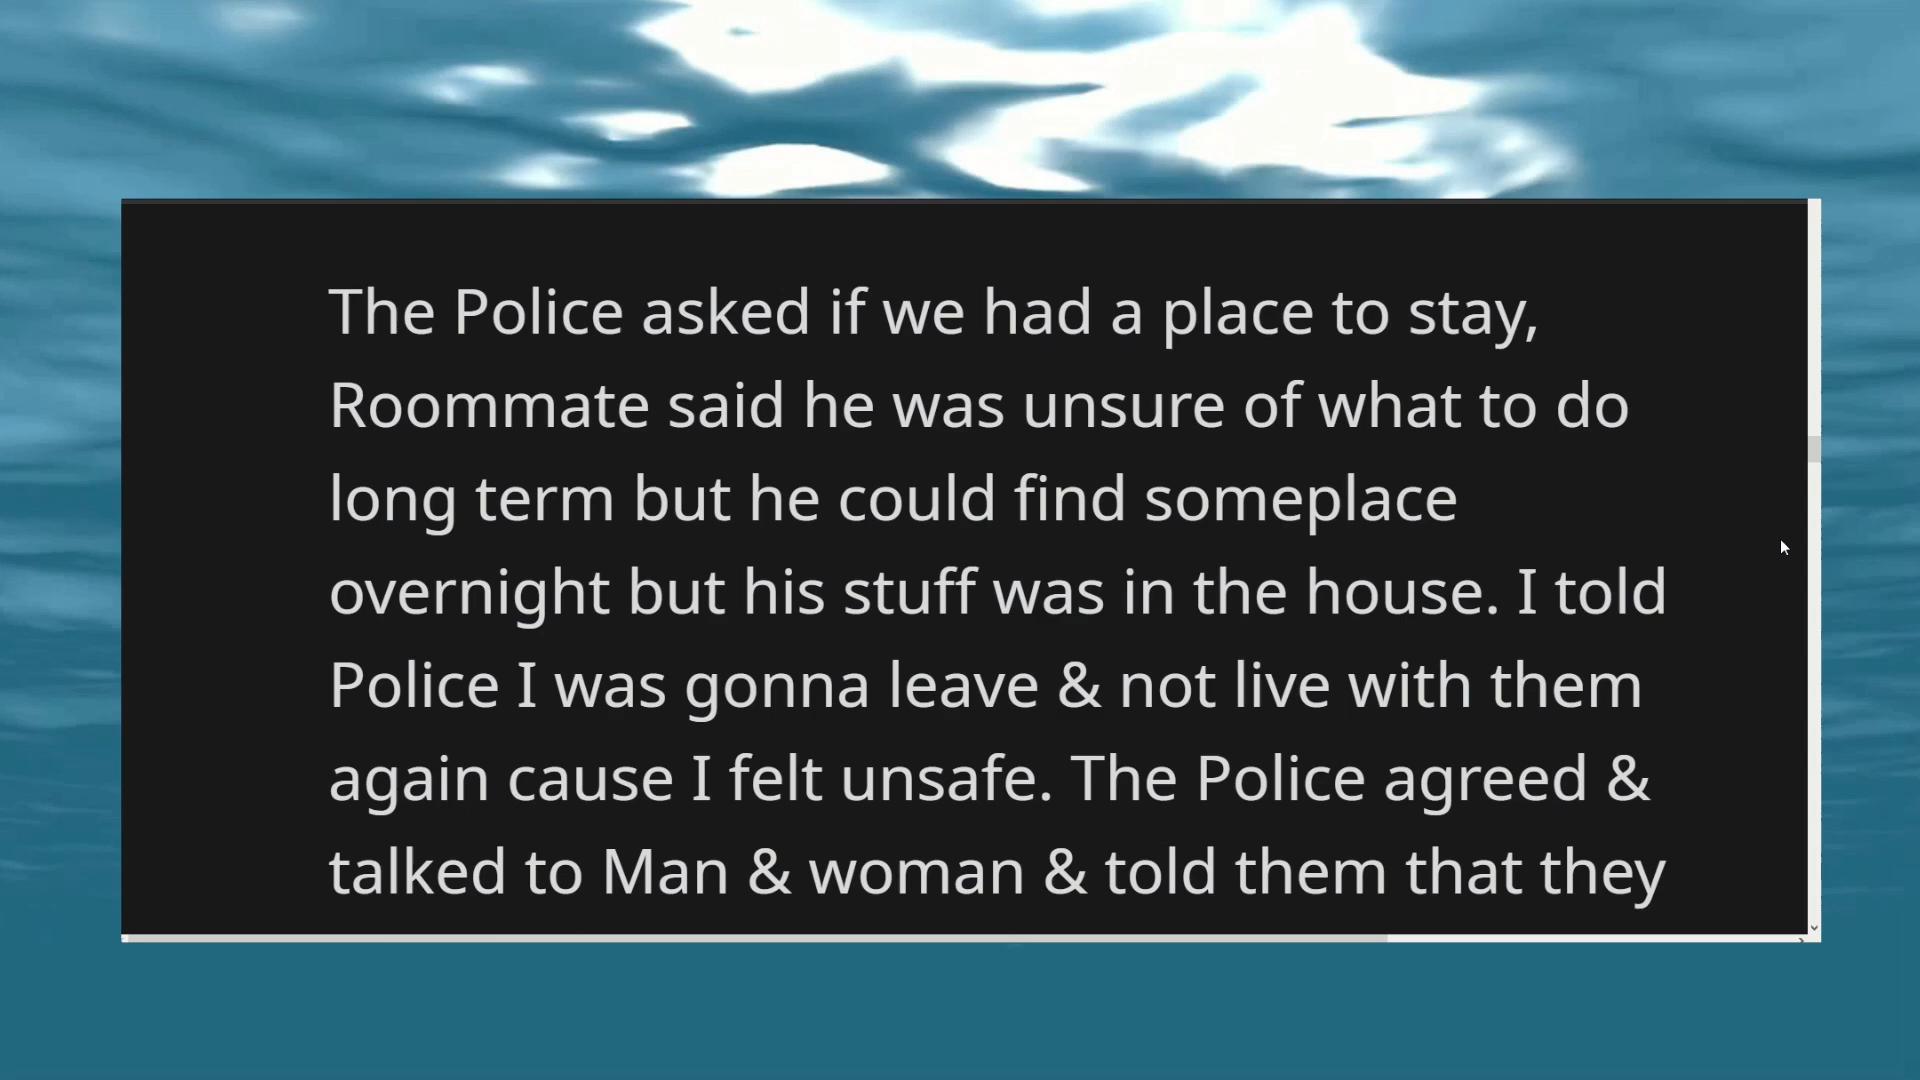 The Police asked if we had a place to stay,
Roommate said he was unsure of what to do
long term but he could find someplace
overnight but his stuff was in the house. I told
Police I was gonna leave & not live with them
again cause I felt unsafe. The Police agreed &
talked to Man & woman & told them that they